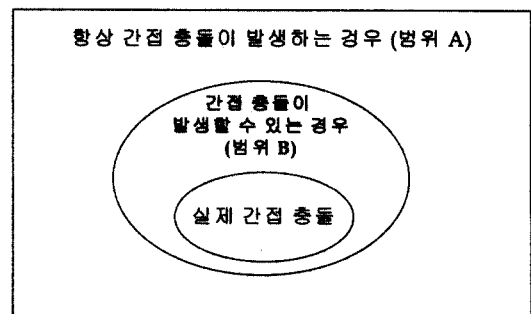 항상 간접 충돌이 발생하는 경우 (범위 A)
간접 충돌이
발생할 수 있는 경우
(범위 B)
실제 간접 충돌